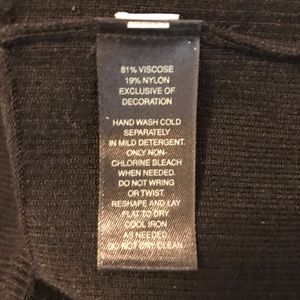 81% VISCOSE
19% NYLON
EXCLUSIVE OF
DECORATION
HAND WASH COLD
SEPARATELY
IN MILD DETERGENT.
ONLY NON-
CHLORINE BLEACH
WHEN NEEDED.
DO NOT WRING
OR TWIST.
RESHAPE AND LAY
FLAT TO DRY.
COOL IRON
AS NEEDED.
DO NOT DRY CLEAN.